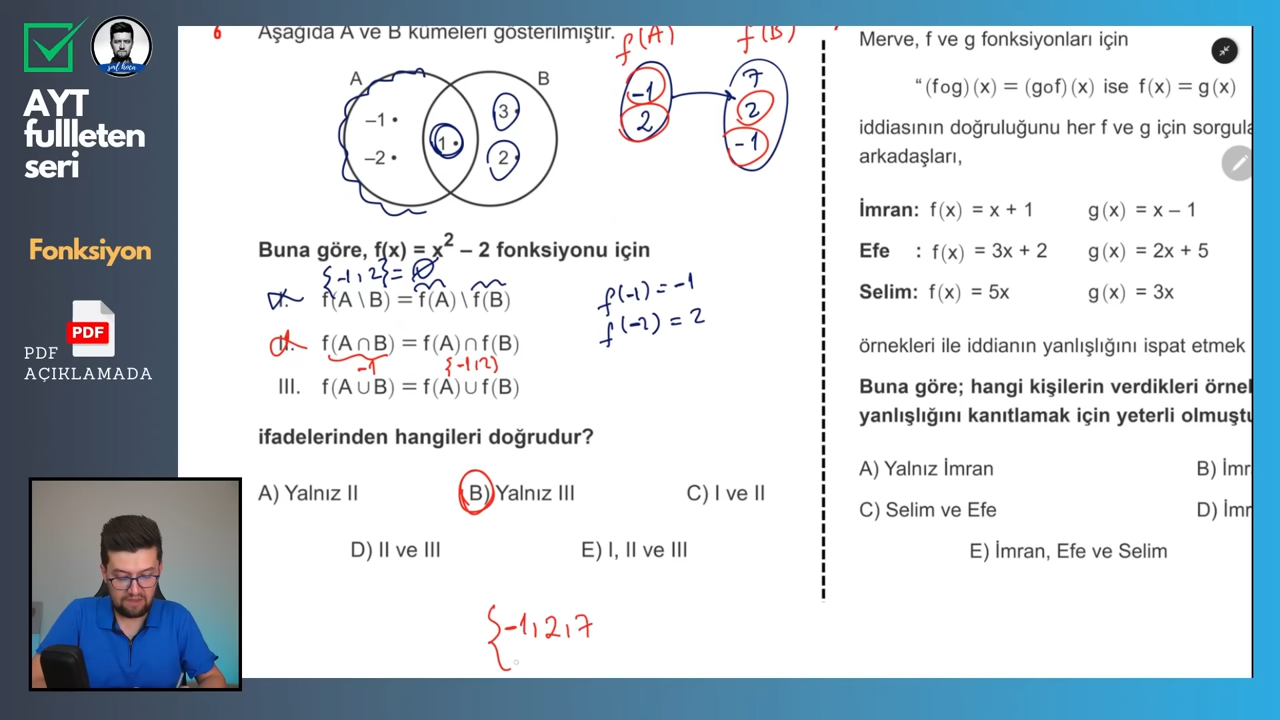 AYT
fullleten
seri
Fonksiyon
PDF
PDF
AÇIKLAMADA
sml hoca
6 Aşağıda A ve B kümeleri gösterilmiştir.
A
B
-1
-2
1
3
2
f(A) f(B)
-1
2
7
2
-1
Buna göre, f(x) = x² – 2 fonksiyonu için
{-1, 2} = Ø
I. f(A \ B) = f(A) \ f(B)
II. f(A ∩ B) = f(A) ∩ f(B)
-1 {-1,2}
III. f(A ∪ B) = f(A) ∪ f(B)
f(-1) = -1
f(-2) = 2
ifadelerinden hangileri doğrudur?
A) Yalnız II B) Yalnız III C) I ve II
D) II ve III E) I, II ve III
{-1, 2, 7
Merve, f ve g fonksiyonları için
“(fog)(x) = (gof)(x) ise f(x) = g(x)
iddiasının doğruluğunu her f ve g için sorgula
arkadaşları,
İmran: f(x) = x + 1 g(x) = x – 1
Efe : f(x) = 3x + 2 g(x) = 2x + 5
Selim: f(x) = 5x g(x) = 3x
örnekleri ile iddianın yanlışlığını ispat etmek
Buna göre; hangi kişilerin verdikleri örnel
yanlışlığını kanıtlamak için yeterli olmuştu
A) Yalnız İmran B) İmr
C) Selim ve Efe D) İmr
E) İmran, Efe ve Selim